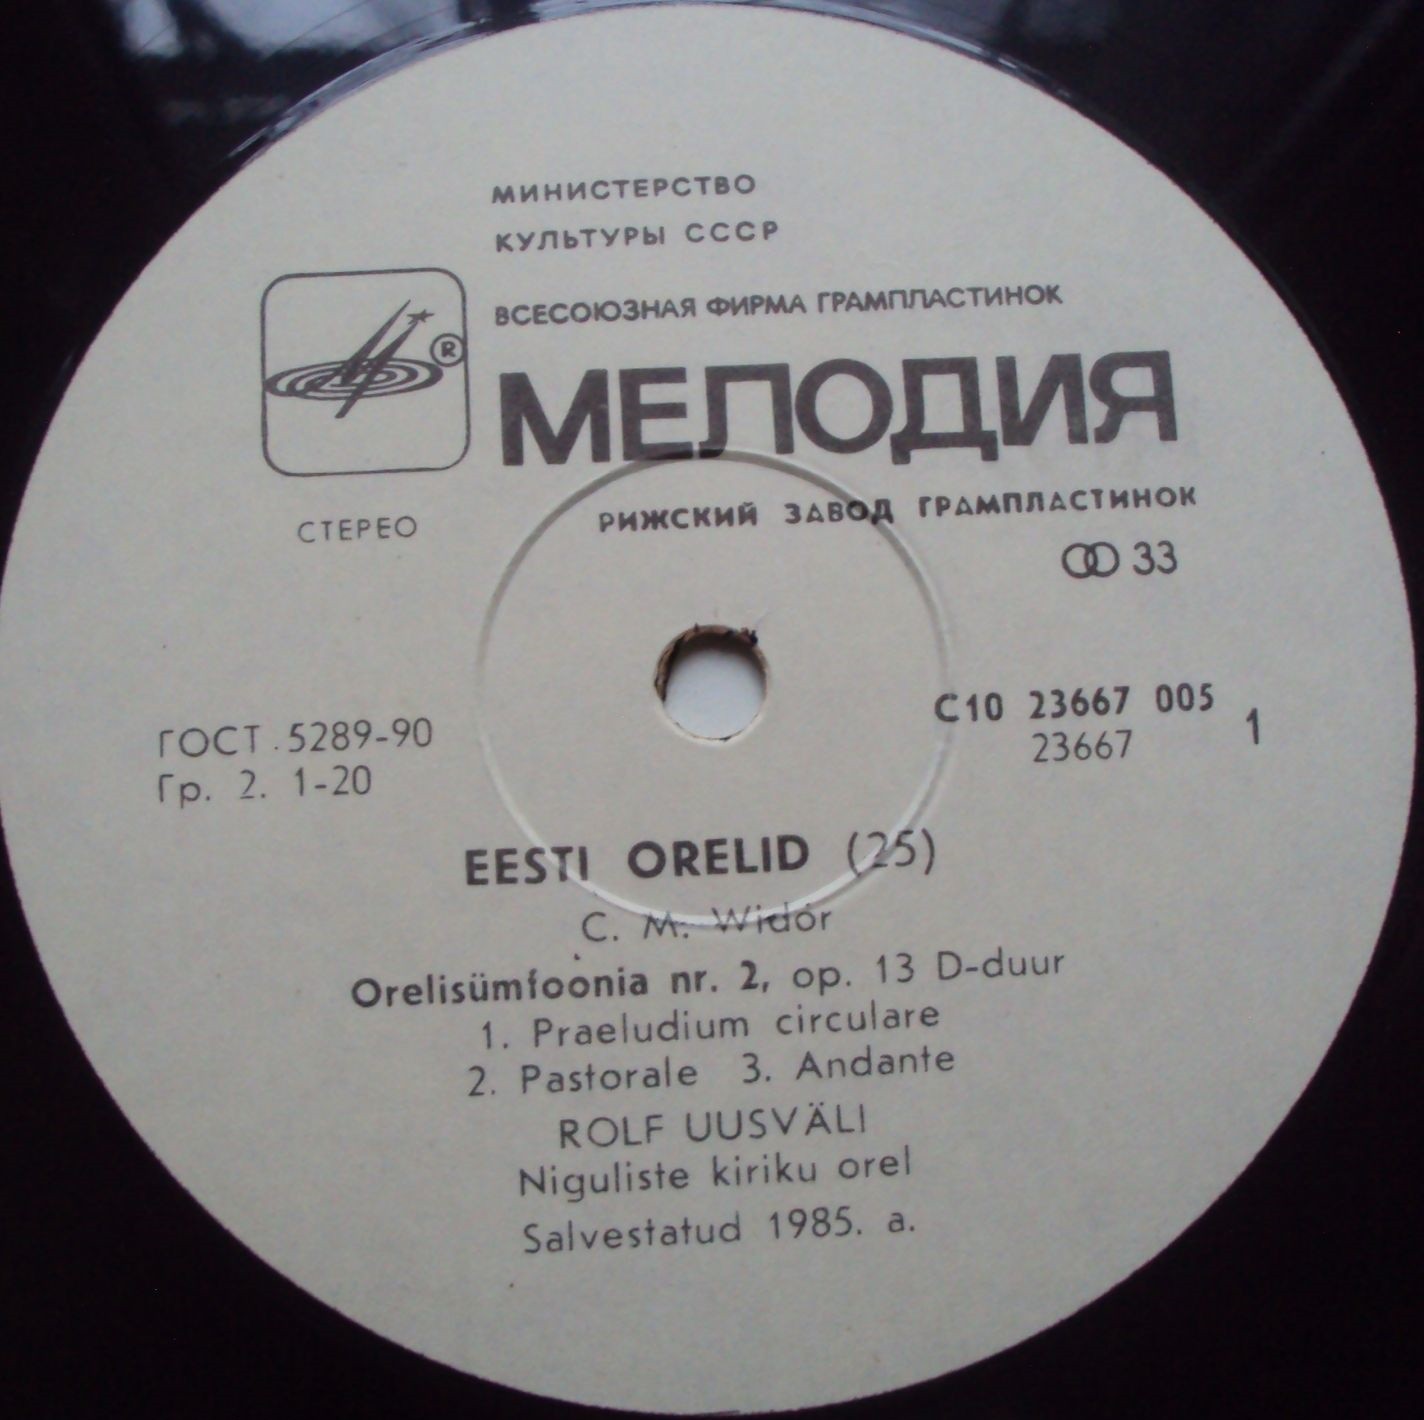 МИНИСТЕРСТВО
КУЛЬТУРЫ СССР
ВСЕСОЮЗНАЯ ФИРМА ГРАМПЛАСТИНОК
®
МЕЛОДИЯ
СТЕРЕО
РИЖСКИЙ ЗАВОД ГРАМПЛАСТИНОК
33
ГОСТ 5289-90
Гр. 2. 1-20
С10 23667 005
23667
1
EESTI ORELID (25)
C. M. Widor
Orelisümfoonia nr. 2, op. 13 D-duur
1. Praeludium circulare
2. Pastorale 3. Andante
ROLF UUSVÄLI
Niguliste kiriku orel
Salvestatud 1985. a.